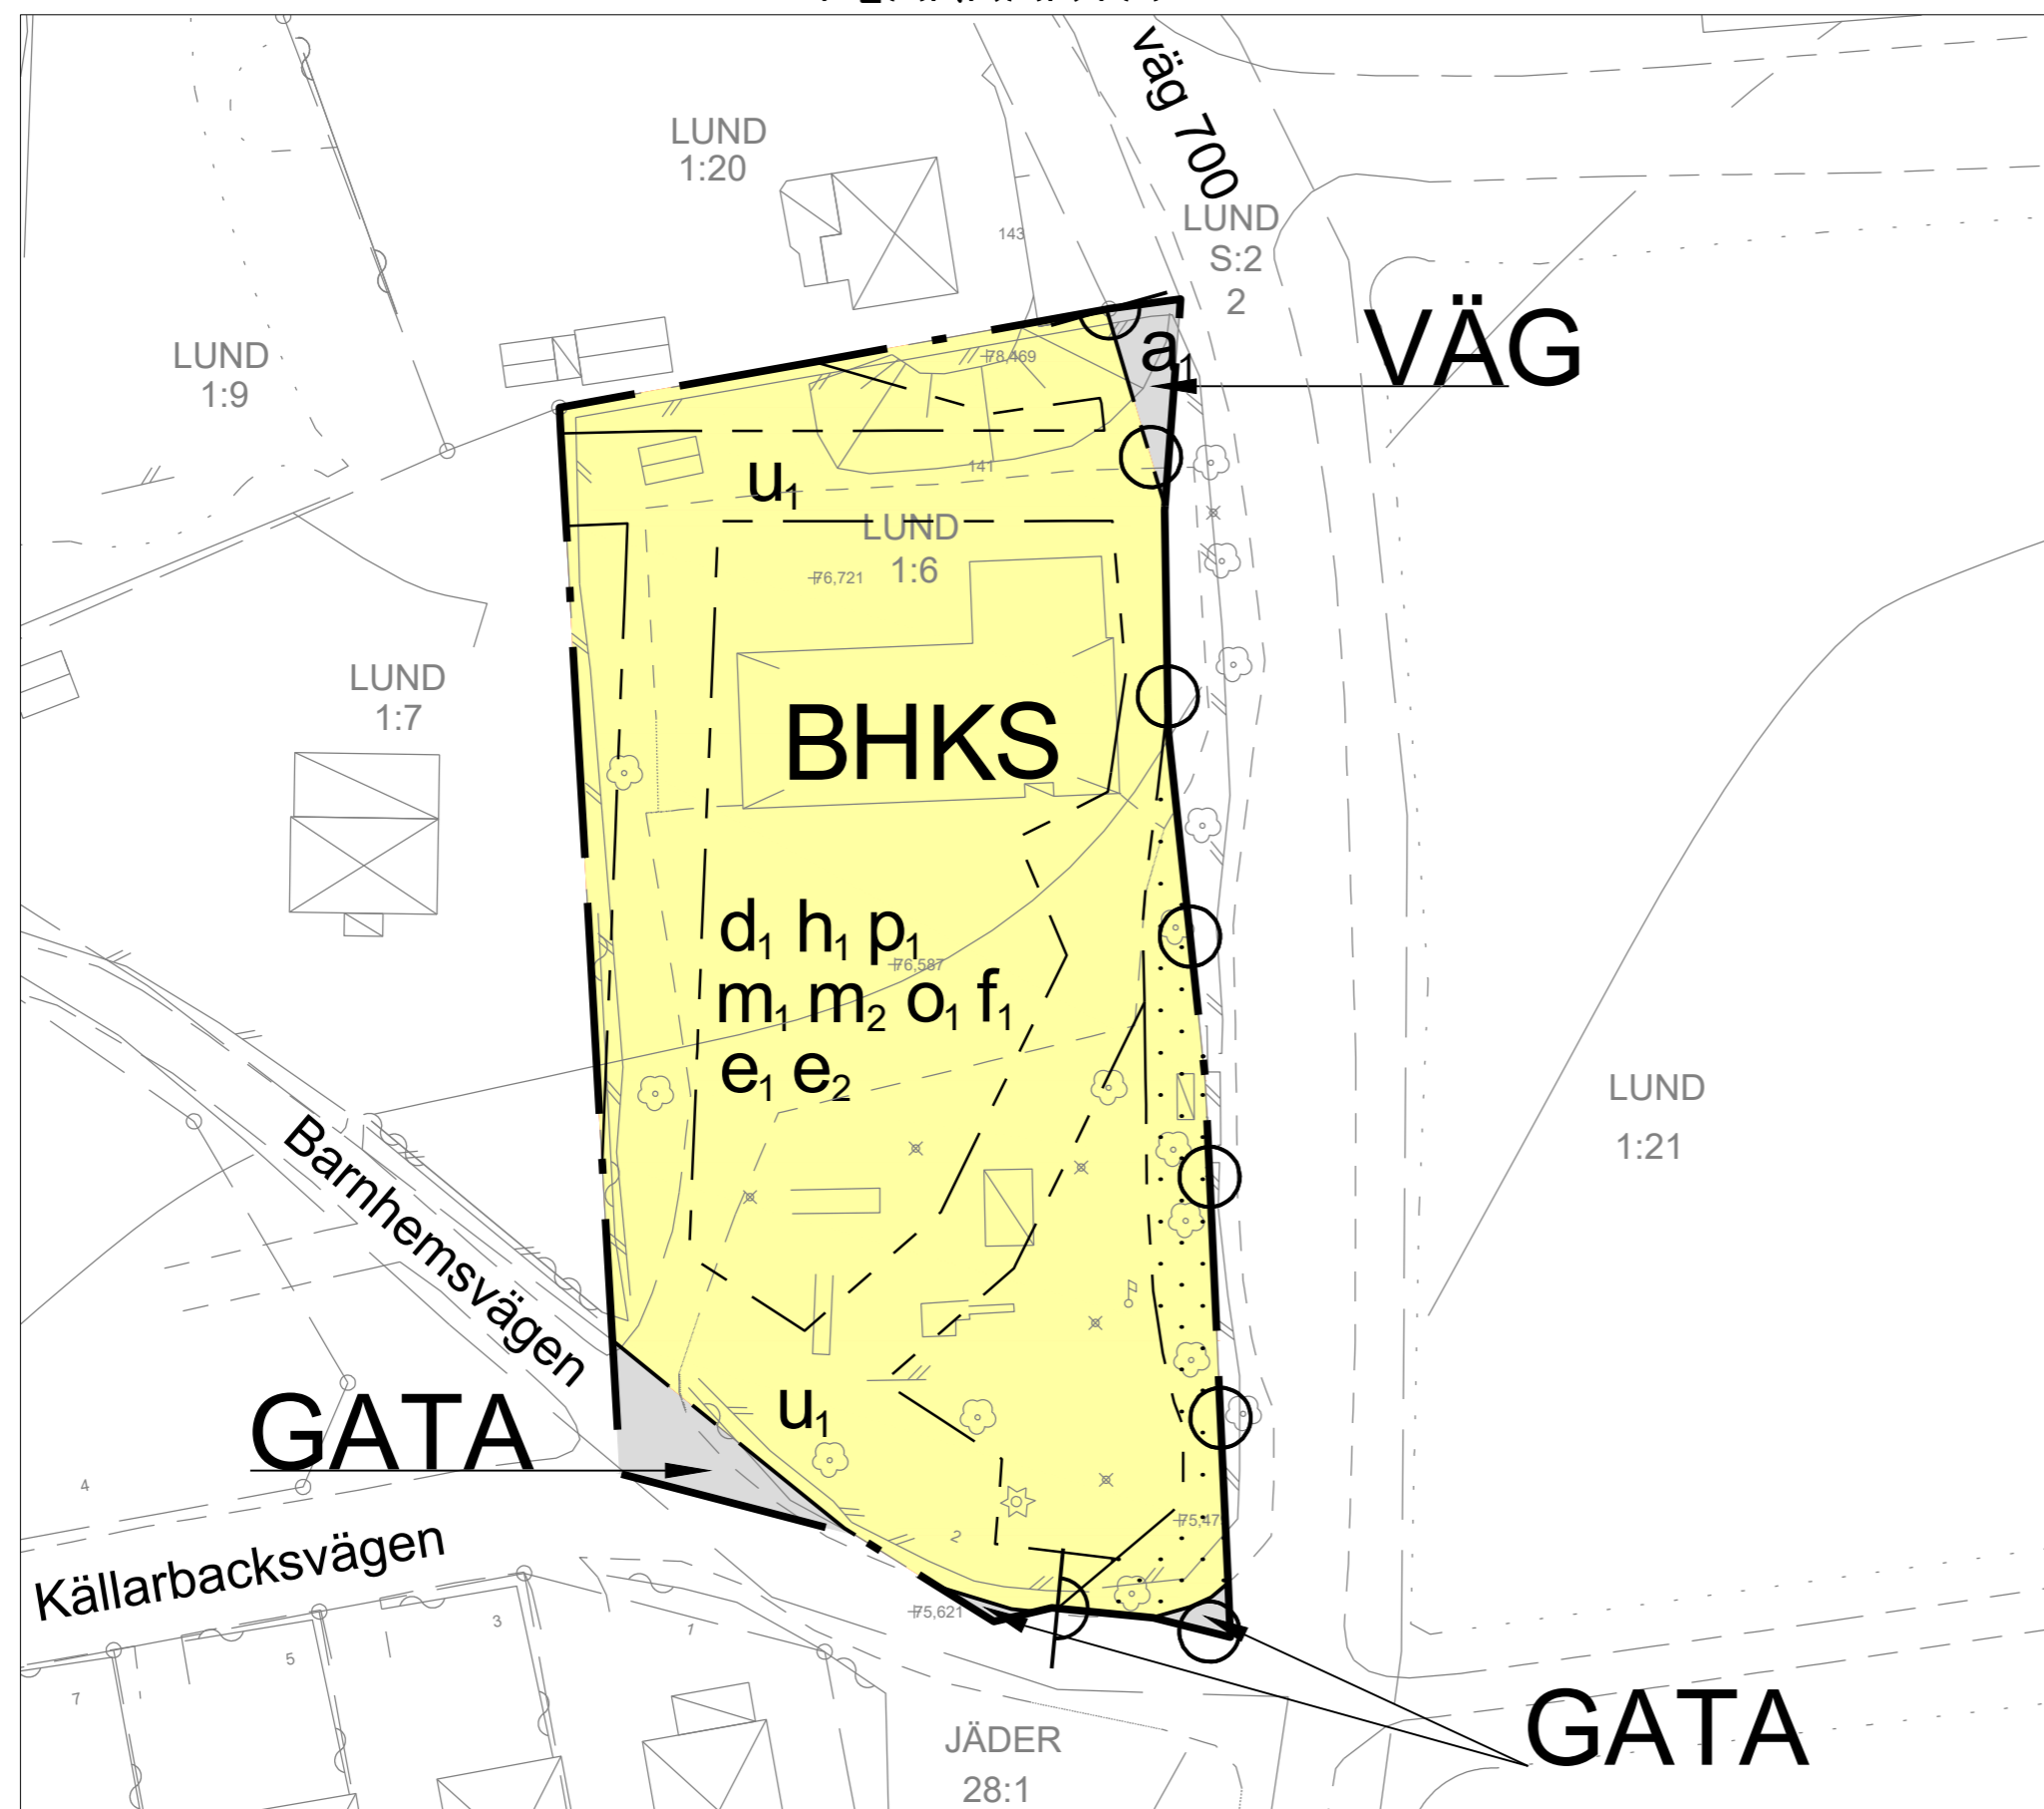 väg 700
LUND
1:20
143
LUND
S:2
2
VÄG
a1
LUND
1:9
78,469
141
u1
LUND
1:6
76,721
LUND
1:7
BHKS
d1 h1 p1
76,587
m1 m2 o1 f1
e1 e2
LUND
1:21
Barnhemsvägen
GATA
u1
4
Källarbacksvägen
2
75,621
3
1
5
7
GATA
JÄDER
28:1